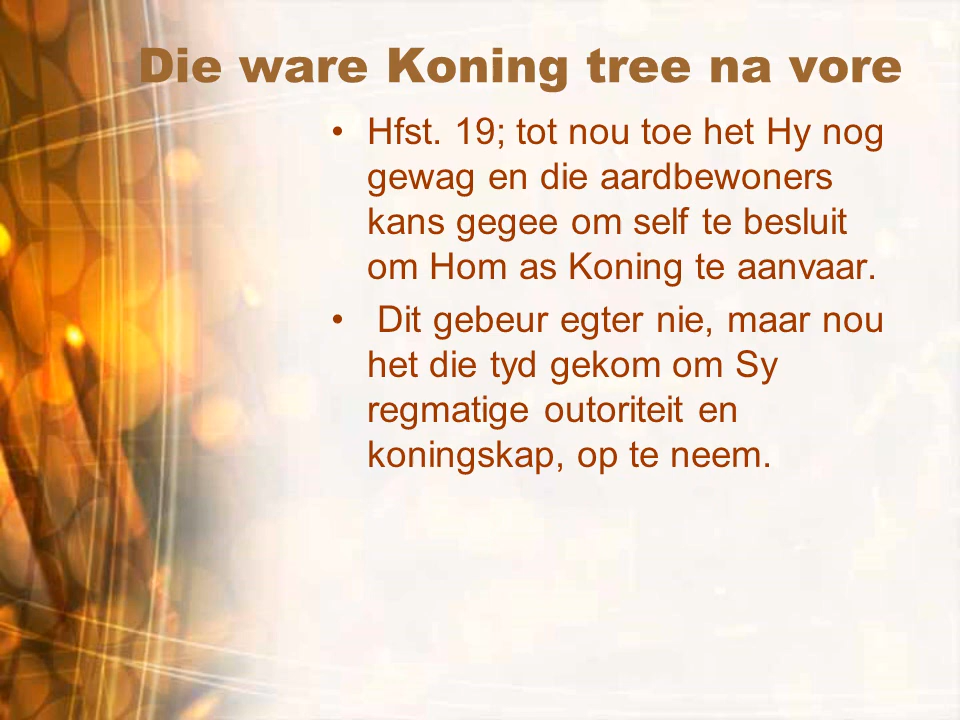 Die ware Koning tree na vore
• Hfst. 19; tot nou toe het Hy nog
gewag en die aardbewoners
kans gegee om self te besluit
om Hom as Koning te aanvaar.
• Dit gebeur egter nie, maar nou
het die tyd gekom om Sy
regmatige outoriteit en
koningskap, op te neem.